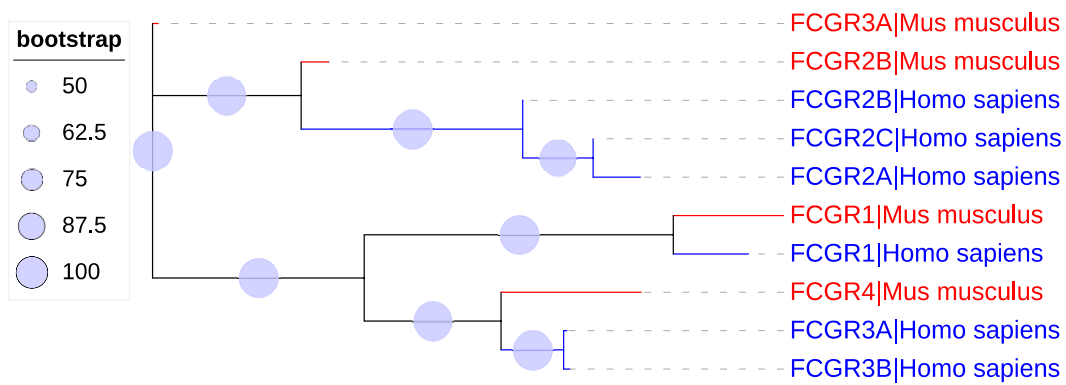 bootstrap
50
62.5
75
87.5
100
FCGR3A|Mus musculus
FCGR2B|Mus musculus
FCGR2B|Homo sapiens
FCGR2C|Homo sapiens
FCGR2A|Homo sapiens
FCGR1|Mus musculus
FCGR1|Homo sapiens
FCGR4|Mus musculus
FCGR3A|Homo sapiens
FCGR3B|Homo sapiens